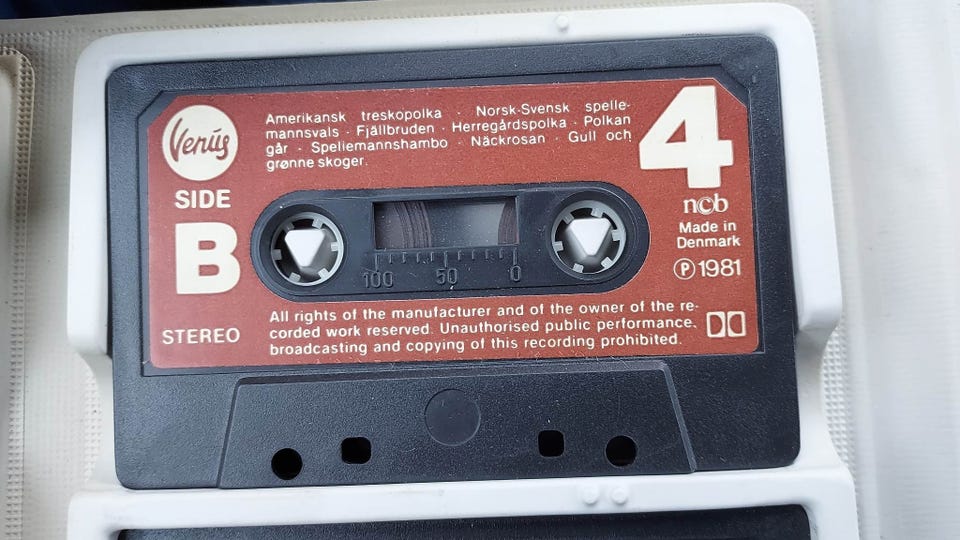 Venús
SIDE
B
STEREO
Amerikansk treskopolka · Norsk-Svensk spelle-
mannsvals · Fjällbruden · Herregårdspolka · Polkan
går · Speliemannshambo · Näckrosan · Gull och
grønne skoger.
4
ncb
Made in
Denmark
Ⓟ 1981
100 50 0
All rights of the manufacturer and of the owner of the re-
corded work reserved. Unauthorised public performance,
broadcasting and copying of this recording prohibited.